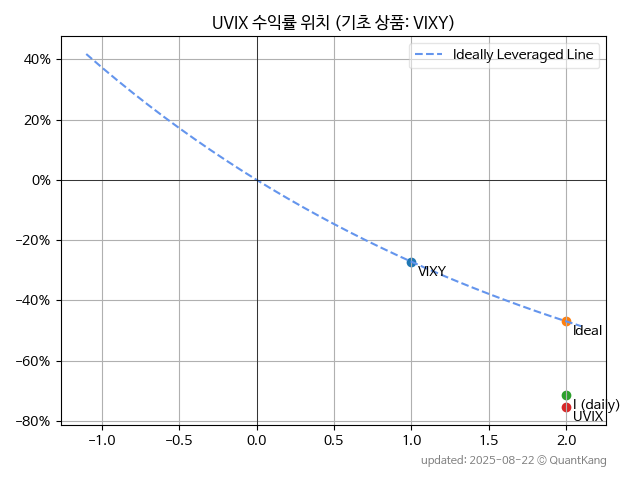 UVIX 수익률 위치 (기초 상품: VIXY)
Ideally Leveraged Line
40%
20%
0%
−20%
−40%
−60%
−80%
VIXY
Ideal
l (daily)
UVIX
−1.0
−0.5
0.0
0.5
1.0
1.5
2.0
updated: 2025-08-22 © QuantKang